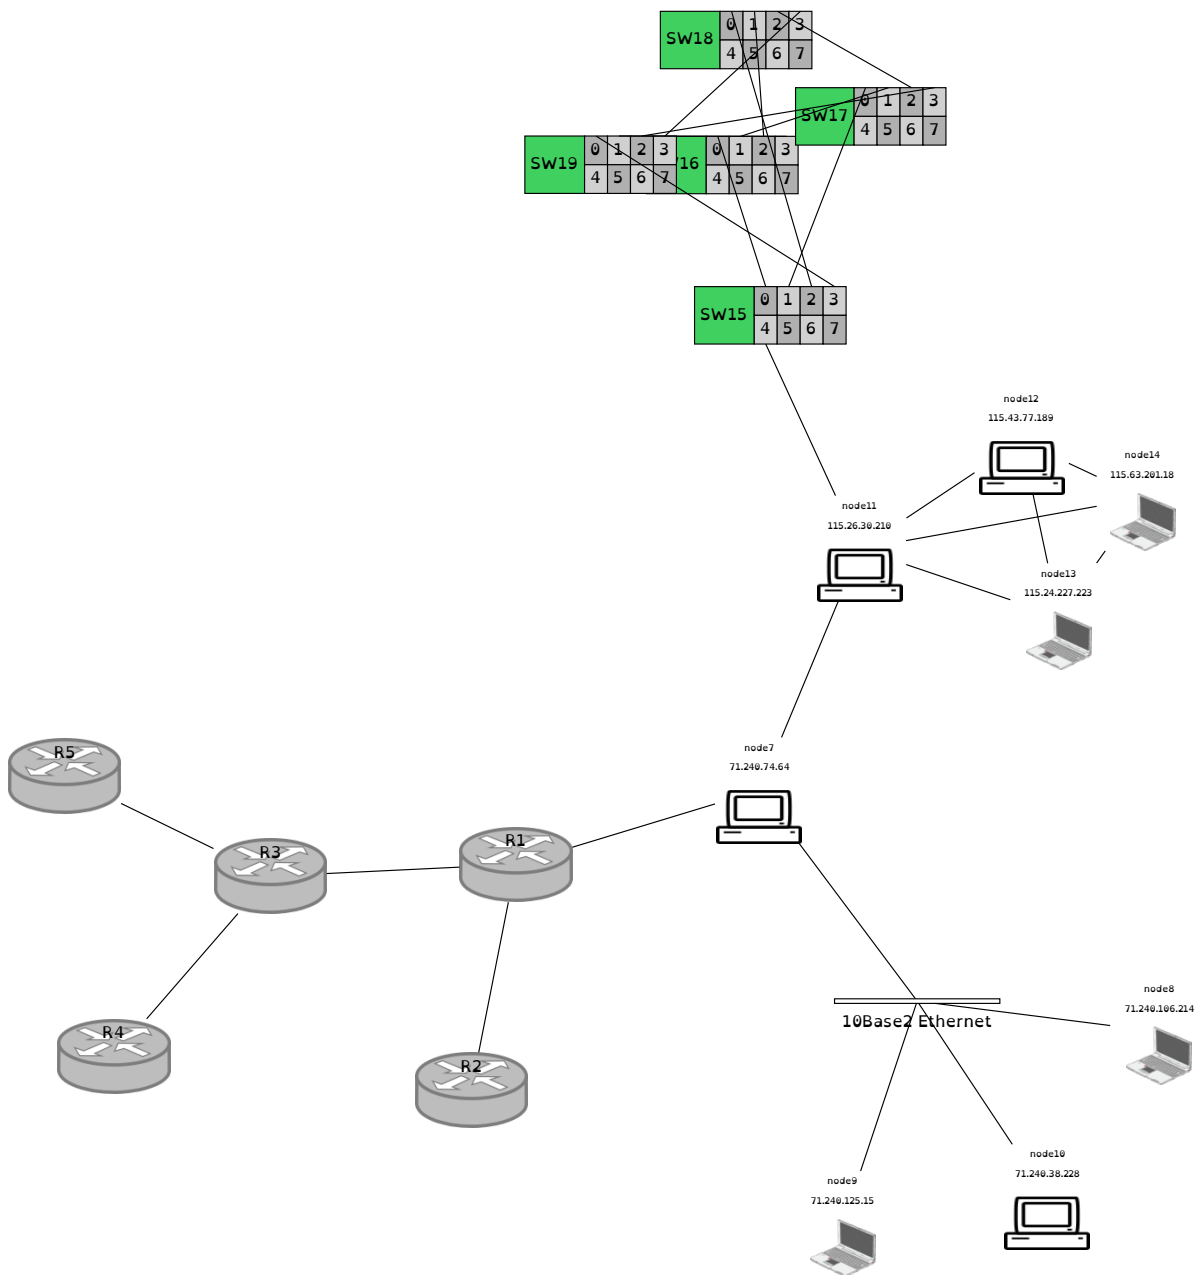 SW18 0 1 2 3
4 5 6 7
SW17 0 1 2 3
4 5 6 7
SW19 0 1 2 3
4 5 6 7
/16 0 1 2 3
4 5 6 7
SW15 0 1 2 3
4 5 6 7
node12
115.43.77.189
node14
115.63.201.18
node11
115.26.30.210
node13
115.24.227.223
node7
71.240.74.64
R5
R3
R1
R4
R2
10Base2 Ethernet
node8
71.240.106.214
node10
71.240.38.228
node9
71.240.125.15